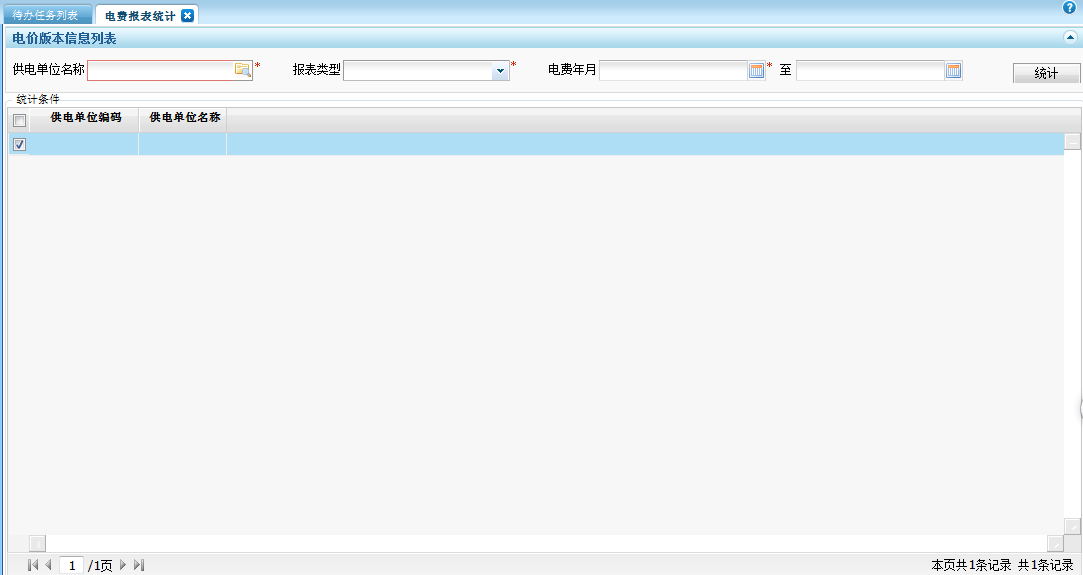 待办任务列表 电费报表统计
电价版本信息列表
供电单位名称 * 报表类型 * 电费年月 * 至 统计
统计条件
供电单位编码 供电单位名称
1 /1页 本页共1条记录 共1条记录